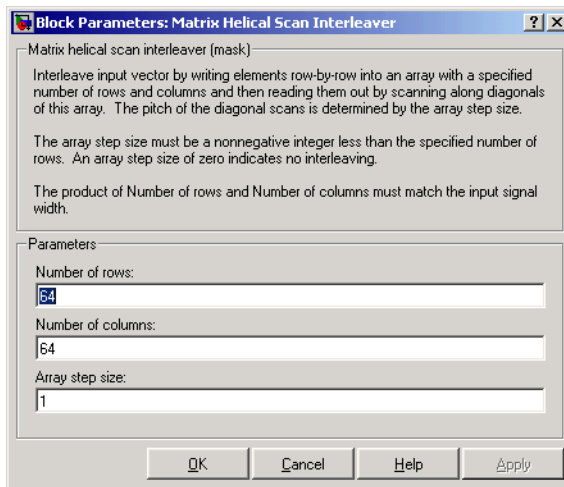 Block Parameters: Matrix Helical Scan Interleaver
Matrix helical scan interleaver (mask)
Interleave input vector by writing elements row-by-row into an array with a specified
number of rows and columns and then reading them out by scanning along diagonals
of this array.  The pitch of the diagonal scans is determined by the array step size.
The array step size must be a nonnegative integer less than the specified number of
rows.  An array step size of zero indicates no interleaving.
The product of Number of rows and Number of columns must match the input signal
width.
Parameters
Number of rows:
64
Number of columns:
64
Array step size:
1
OK Cancel Help Apply